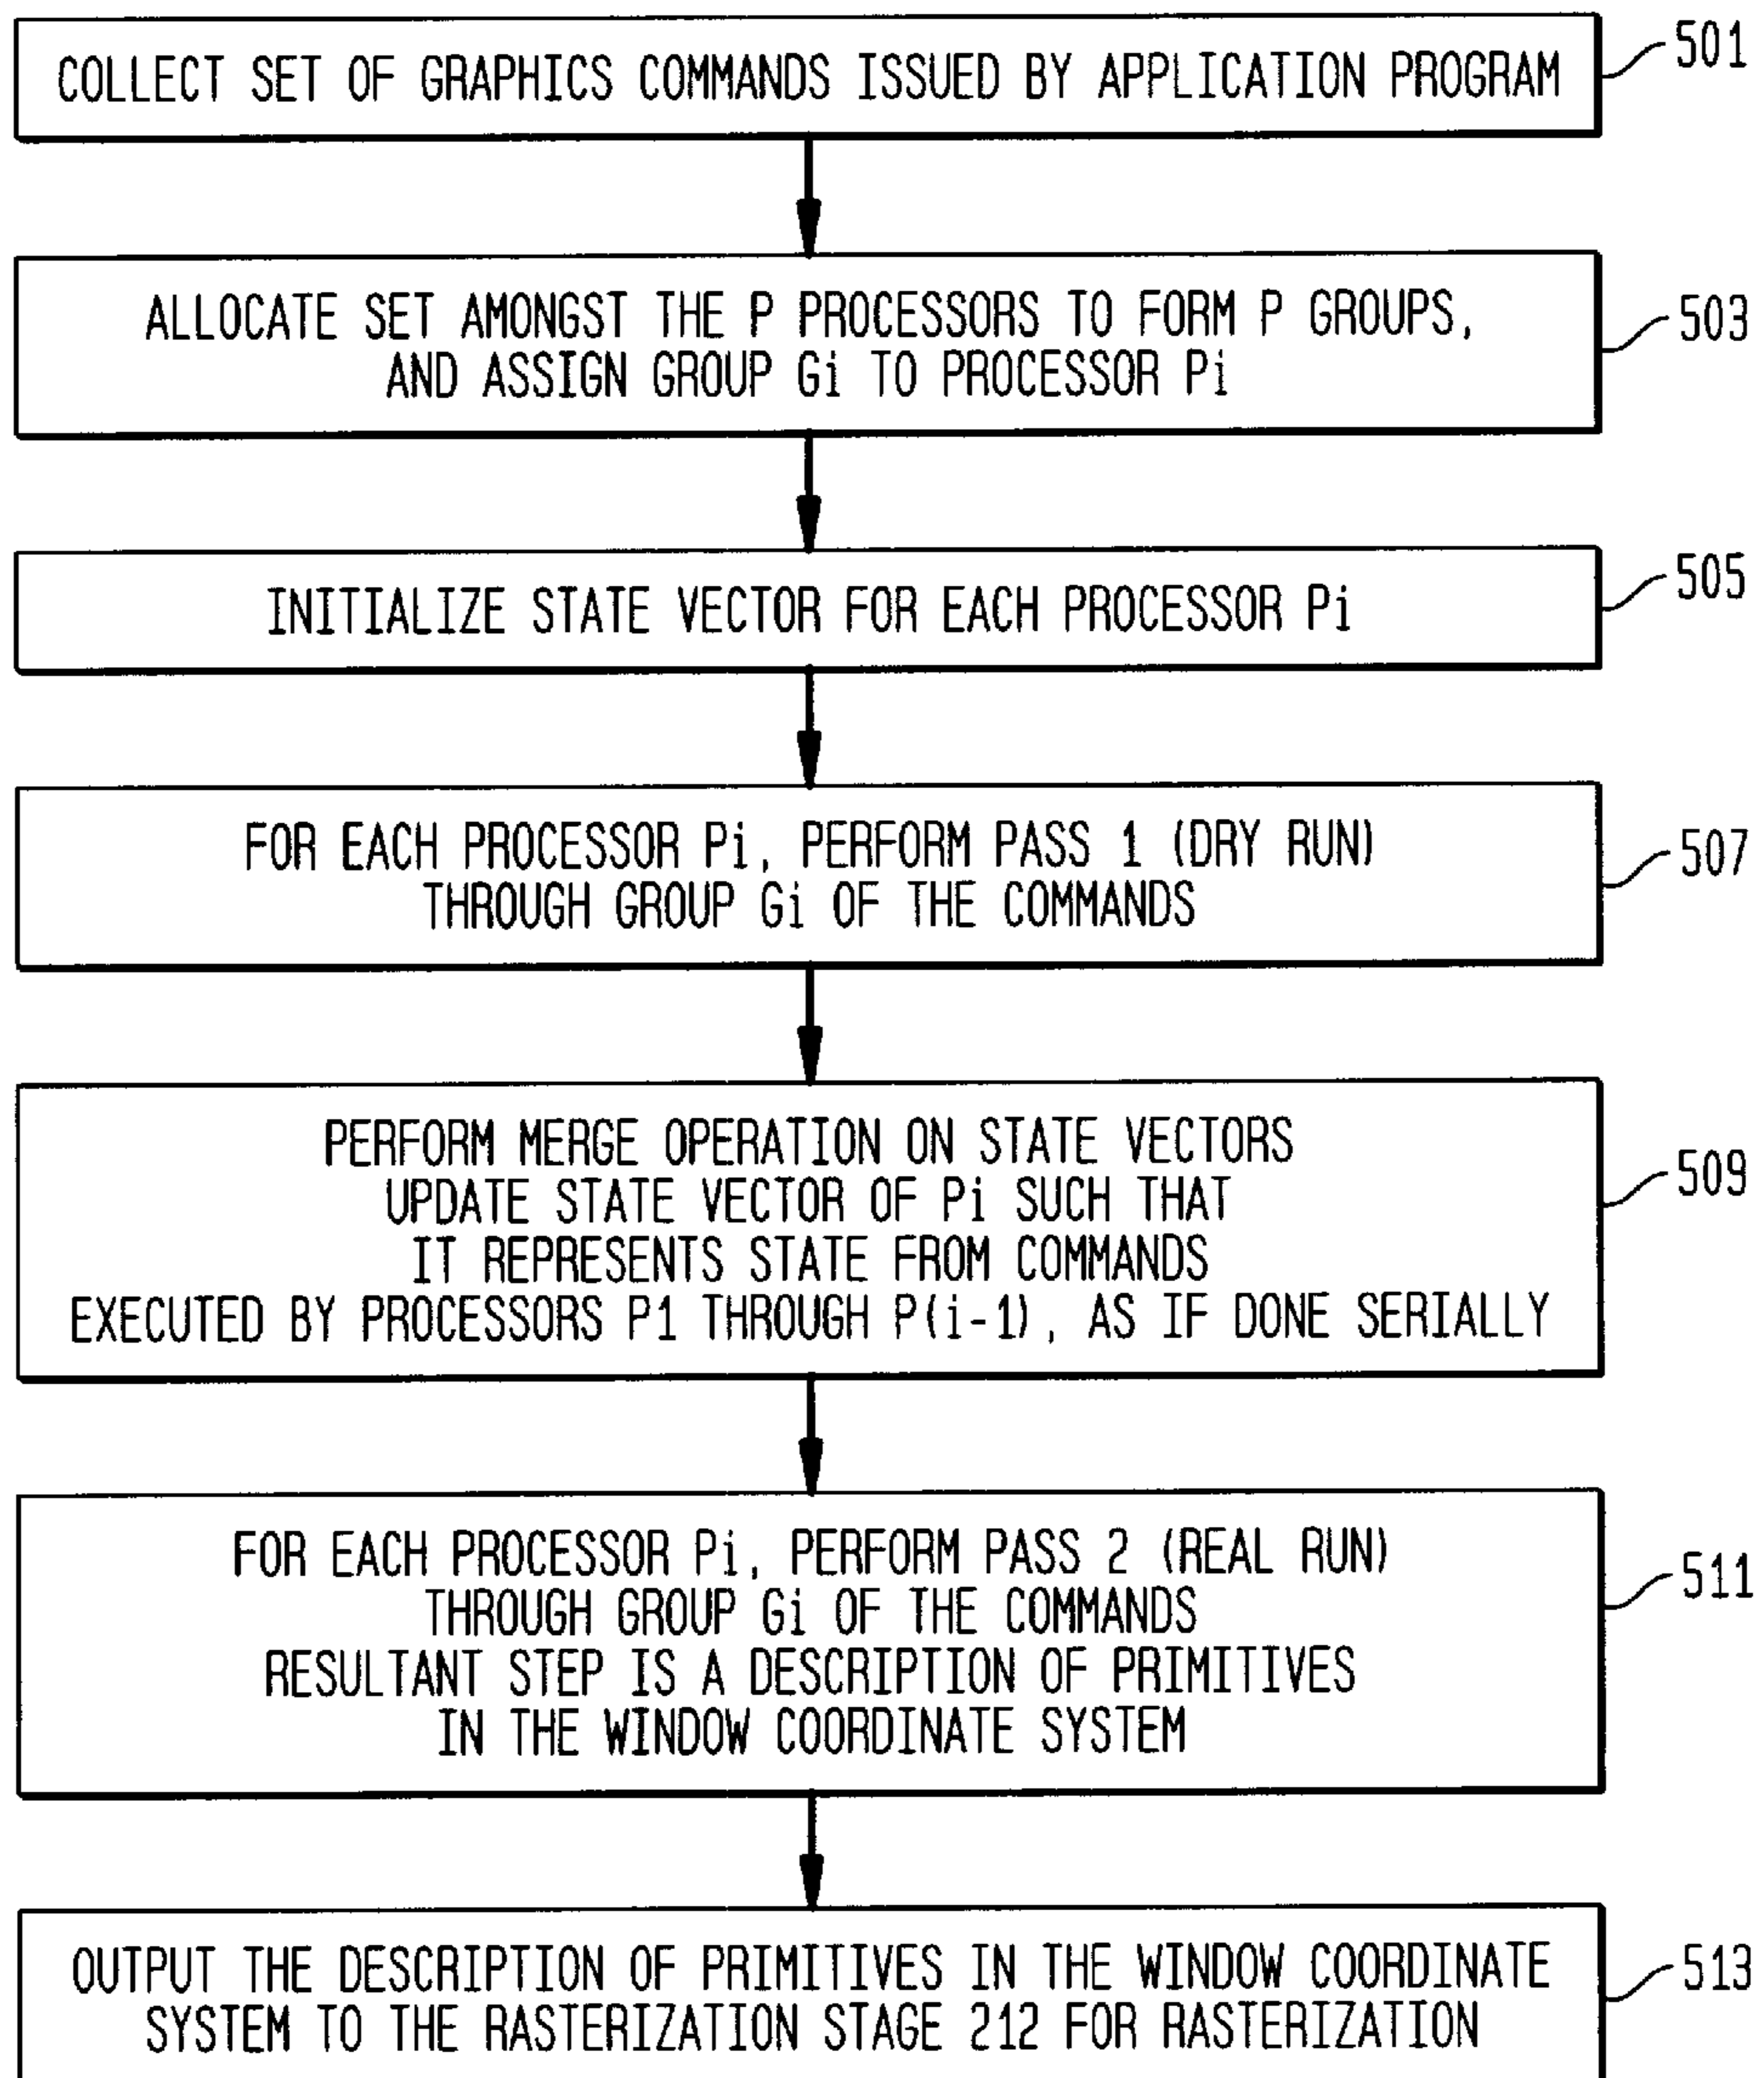 COLLECT SET OF GRAPHICS COMMANDS ISSUED BY APPLICATION PROGRAM
501
ALLOCATE SET AMONGST THE P PROCESSORS TO FORM P GROUPS,
AND ASSIGN GROUP Gi TO PROCESSOR Pi
503
INITIALIZE STATE VECTOR FOR EACH PROCESSOR Pi
505
FOR EACH PROCESSOR Pi, PERFORM PASS 1 (DRY RUN)
THROUGH GROUP Gi OF THE COMMANDS
507
PERFORM MERGE OPERATION ON STATE VECTORS
UPDATE STATE VECTOR OF Pi SUCH THAT
IT REPRESENTS STATE FROM COMMANDS
EXECUTED BY PROCESSORS P1 THROUGH P(i-1), AS IF DONE SERIALLY
509
FOR EACH PROCESSOR Pi, PERFORM PASS 2 (REAL RUN)
THROUGH GROUP Gi OF THE COMMANDS
RESULTANT STEP IS A DESCRIPTION OF PRIMITIVES
IN THE WINDOW COORDINATE SYSTEM
511
OUTPUT THE DESCRIPTION OF PRIMITIVES IN THE WINDOW COORDINATE
SYSTEM TO THE RASTERIZATION STAGE 212 FOR RASTERIZATION
513